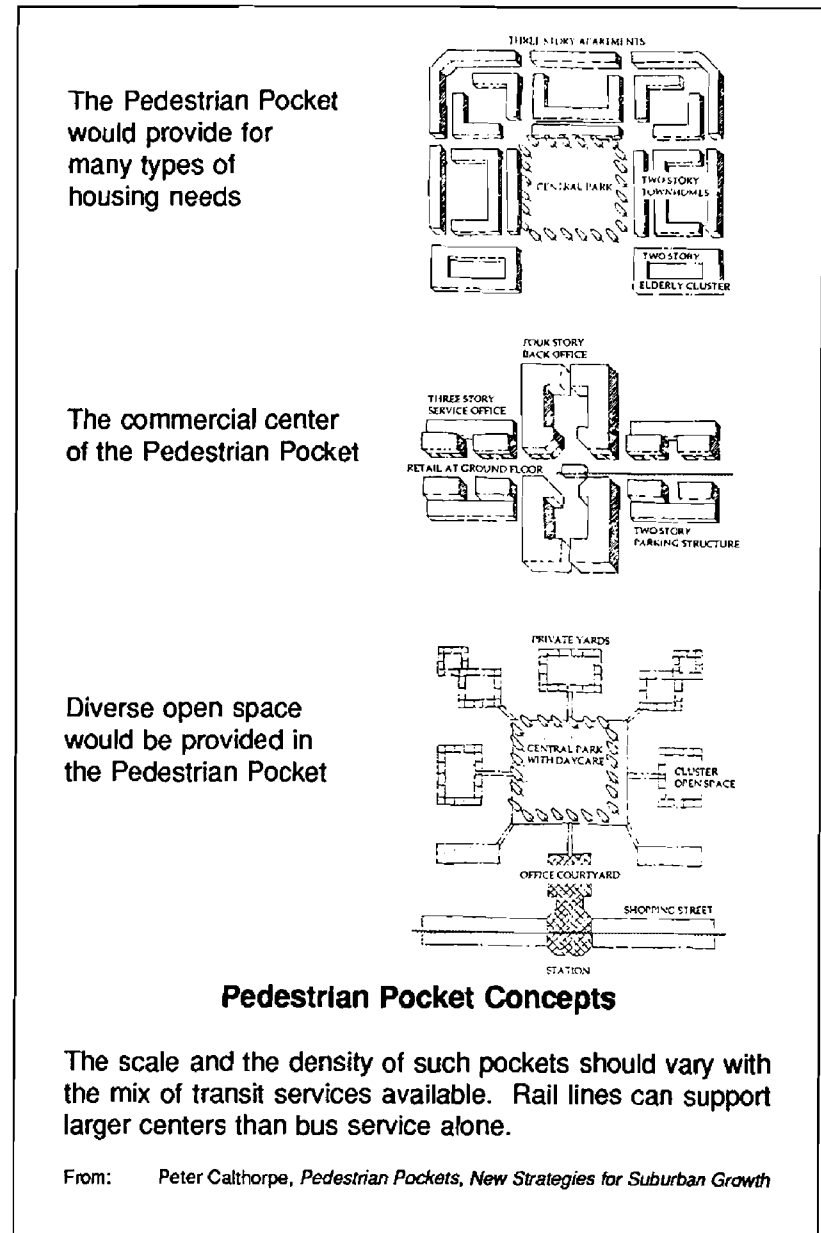 THREE STORY APARTMENTS
The Pedestrian Pocket
would provide for
many types of
housing needs
CENTRAL PARK
TWO STORY
TOWNHOMES
TWO STORY
ELDERLY CLUSTER
FOUR STORY
BACK OFFICE
THREE STORY
SERVICE OFFICE
The commercial center
of the Pedestrian Pocket
RETAIL AT GROUND FLOOR
TWO STORY
PARKING STRUCTURE
PRIVATE YARDS
Diverse open space
would be provided in
the Pedestrian Pocket
CENTRAL PARK
WITH DAYCARE
CLUSTER
OPEN SPACE
OFFICE COURTYARD
SHOPPING STREET
STATION
Pedestrian Pocket Concepts
The scale and the density of such pockets should vary with
the mix of transit services available. Rail lines can support
larger centers than bus service alone.
From: Peter Calthorpe, Pedestrian Pockets, New Strategies for Suburban Growth